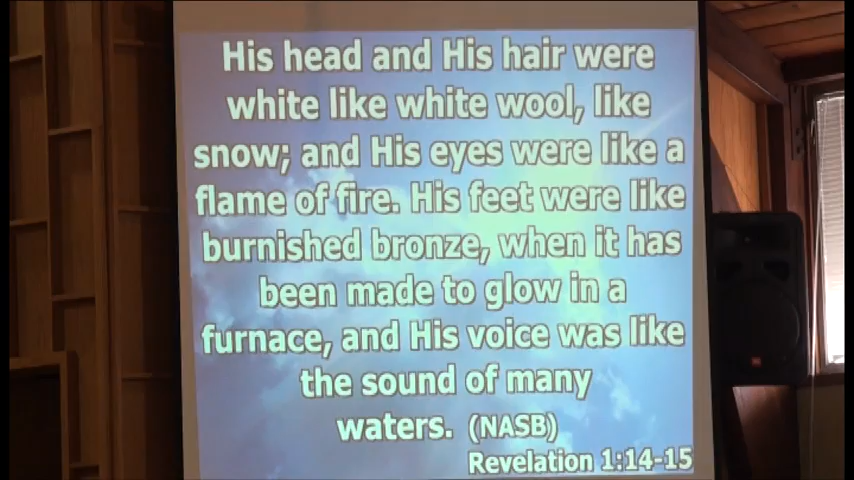 His head and His hair were
white like white wool, like
snow; and His eyes were like a
flame of fire. His feet were like
burnished bronze, when it has
been made to glow in a
furnace, and His voice was like
the sound of many
waters. (NASB)
Revelation 1:14-15